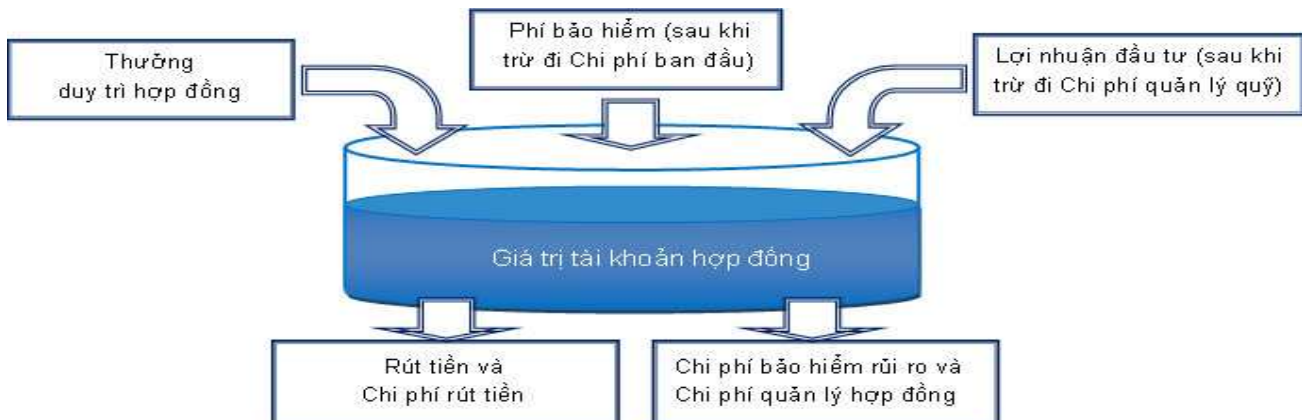 Thưởng
duy trì hợp đồng
Phí bảo hiểm (sau khi
trừ đi Chi phí ban đầu)
Lợi nhuận đầu tư (sau khi
trừ đi Chi phí quản lý quỹ)
Giá trị tài khoản hợp đồng
Rút tiền và
Chi phí rút tiền
Chi phí bảo hiểm rủi ro và
Chi phí quản lý hợp đồng